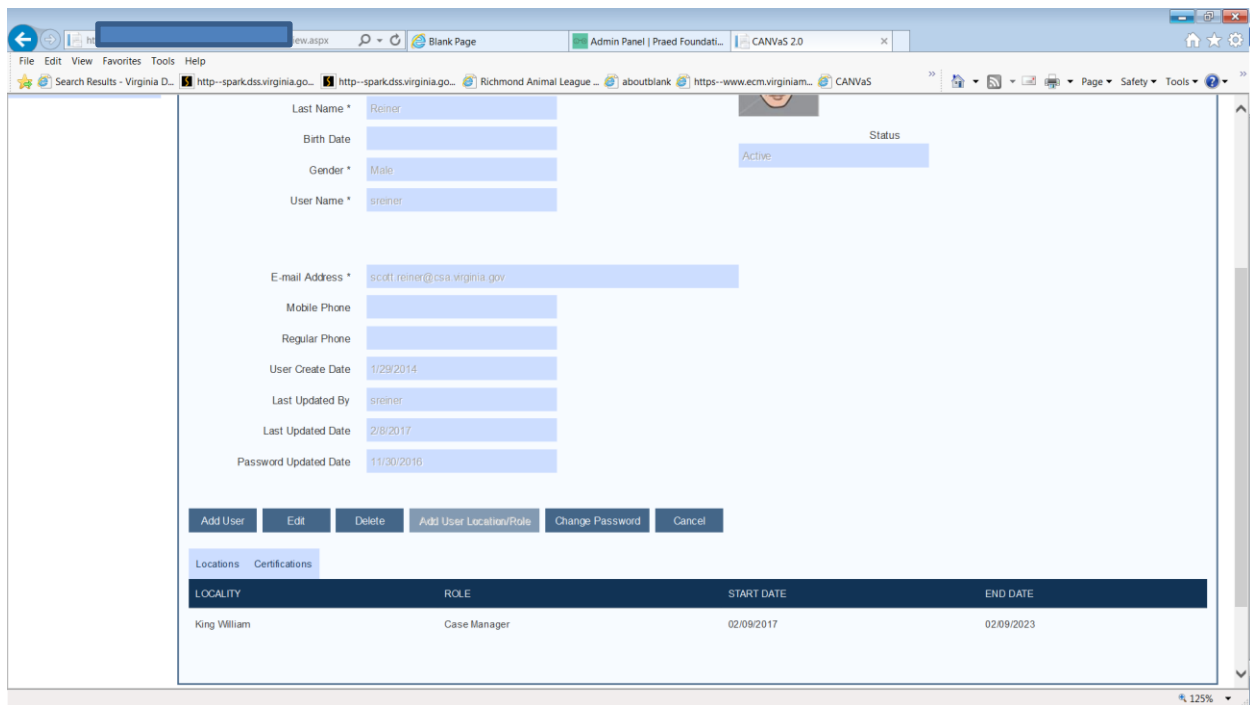 ht
iew.aspx
Blank Page
Admin Panel | Praed Foundati...
CANVaS 2.0
File Edit View Favorites Tools Help
Search Results - Virginia D...
http--spark.dss.virginia.go...
http--spark.dss.virginia.go...
Richmond Animal League ...
aboutblank
https--www.ecm.virginiam...
CANVaS
Page
Safety
Tools
Last Name * Reiner
Birth Date
Status
Active
Gender * Male
User Name * sreiner
E-mail Address * scott.reiner@csa.virginia.gov
Mobile Phone
Regular Phone
User Create Date 1/29/2014
Last Updated By sreiner
Last Updated Date 2/8/2017
Password Updated Date 11/30/2016
Add User Edit Delete Add User Location/Role Change Password Cancel
Locations Certifications
LOCALITY ROLE START DATE END DATE
King William Case Manager 02/09/2017 02/09/2023
125%